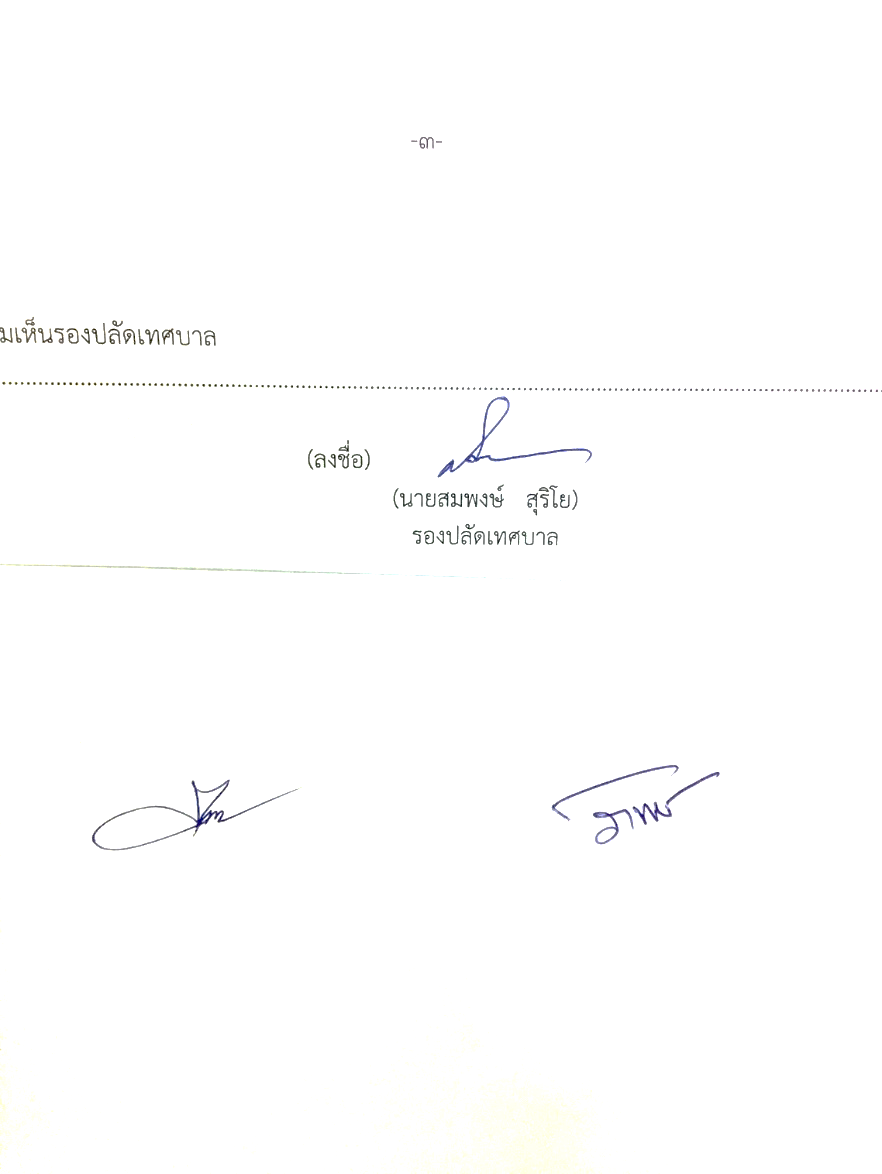 -๓-
มเห็นรองปลัดเทศบาล
(ลงชื่อ)
(นายสมพงษ์ สุริโย)
รองปลัดเทศบาล